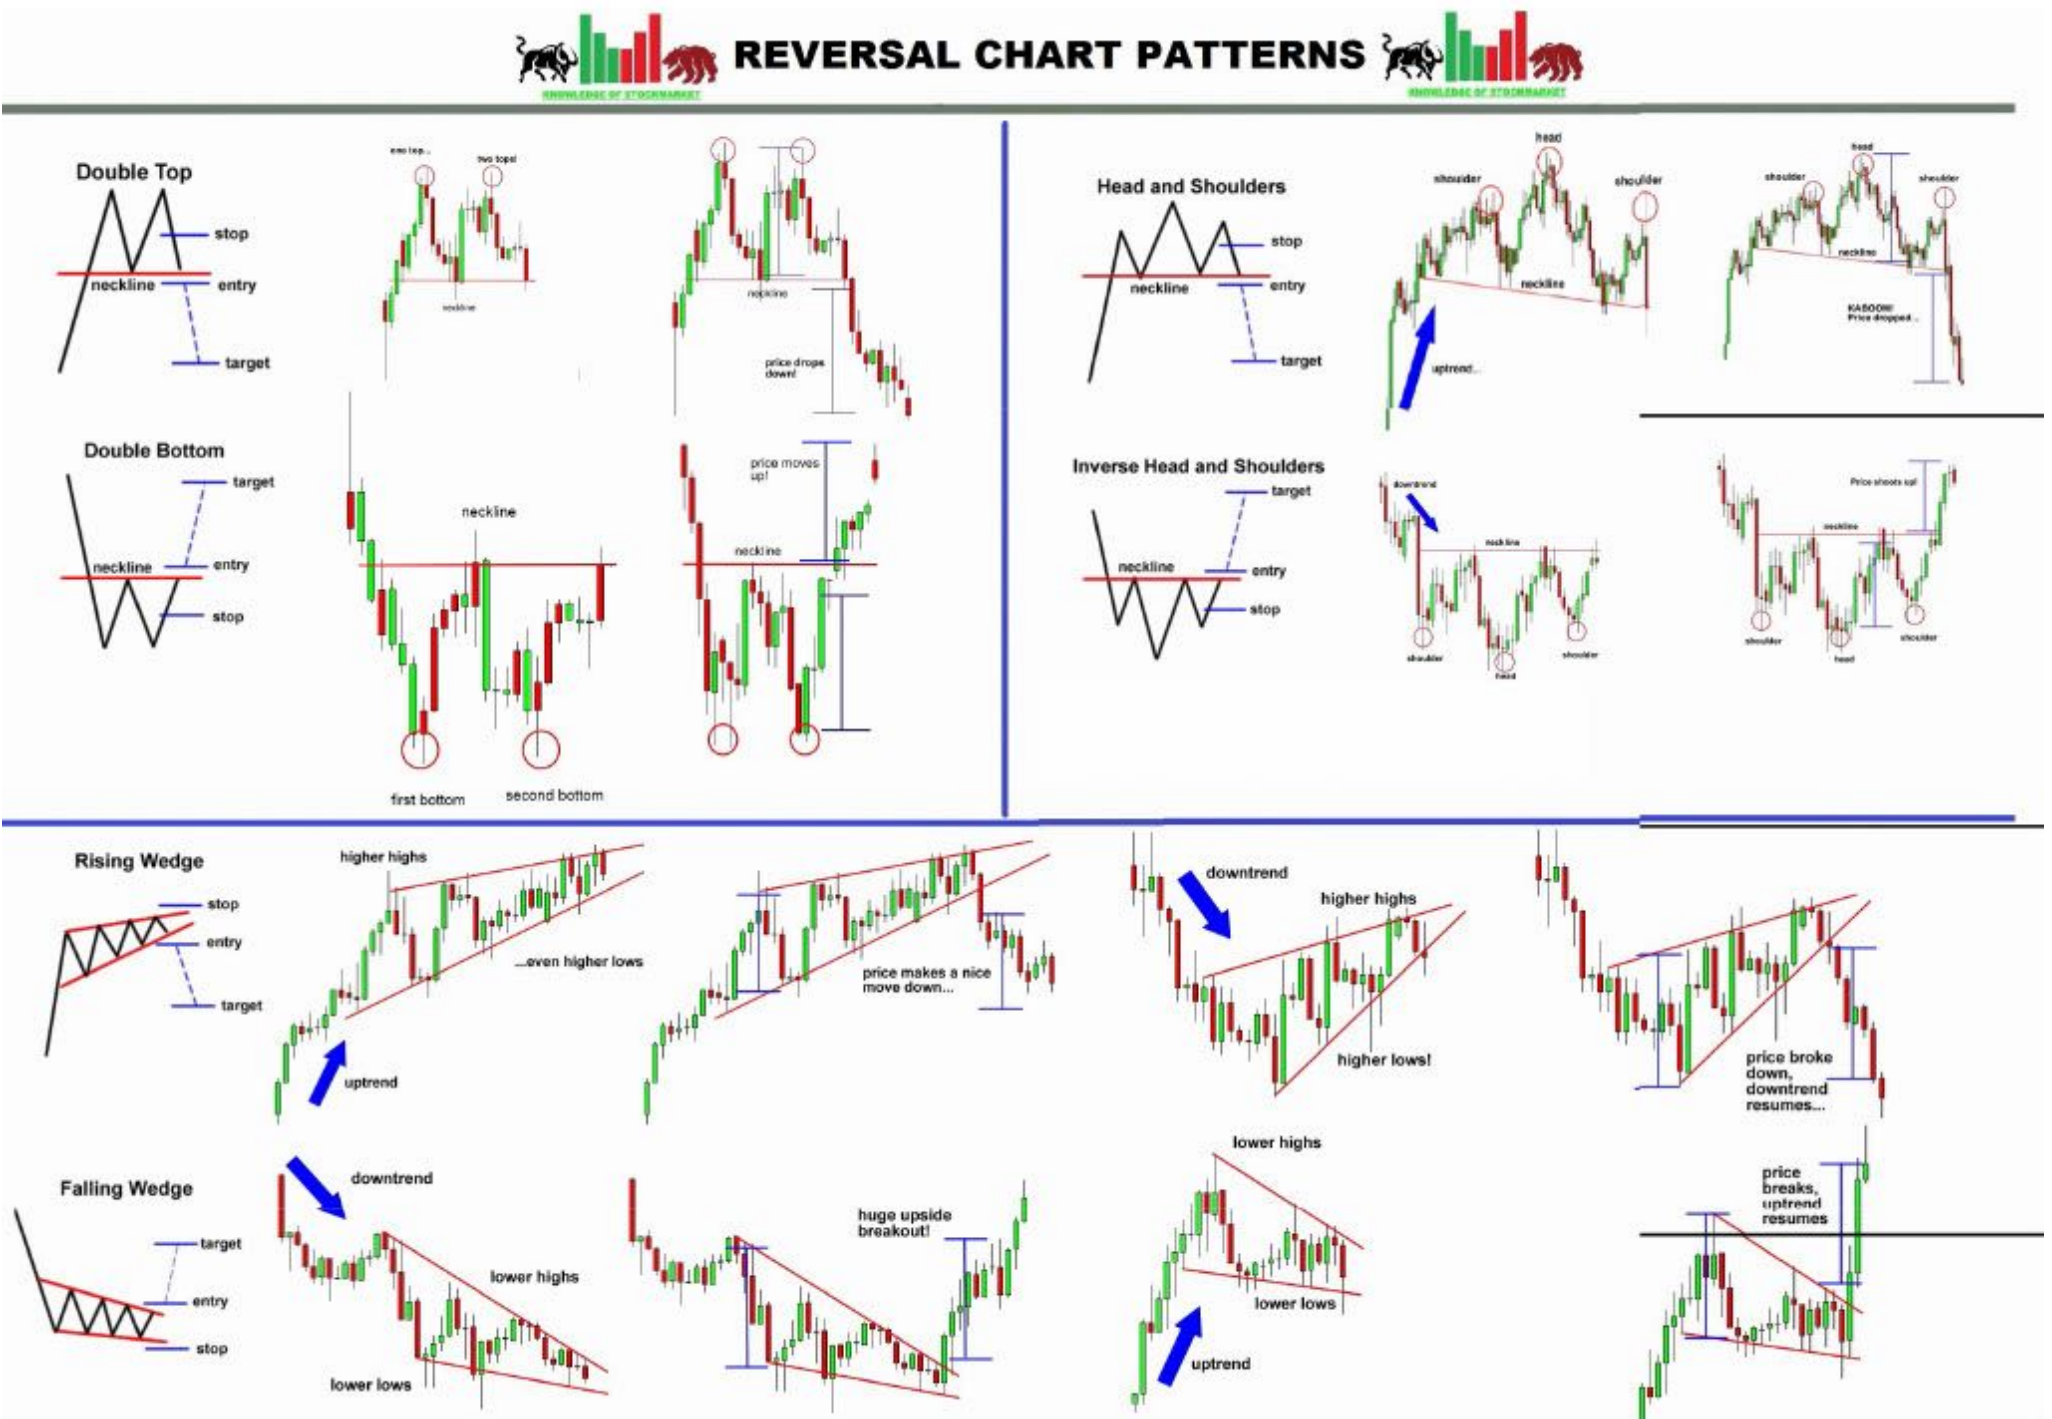 REVERSAL CHART PATTERNS
KNOWLEDGE OF STOCKMARKET
KNOWLEDGE OF STOCKMARKET
Double Top
stop
neckline
entry
target
one top...
two tops!
neckline
neckline
price drops
down!
Double Bottom
target
neckline
entry
stop
neckline
first bottom
second bottom
price moves
up!
neckline
Head and Shoulders
stop
neckline
entry
target
shoulder
head
shoulder
neckline
uptrend...
shoulder
head
shoulder
neckline
KABOOM!
Price dropped...
Inverse Head and Shoulders
target
neckline
entry
stop
downtrend
neckline
shoulder
head
shoulder
Price shoots up!
neckline
shoulder
head
shoulder
Rising Wedge
stop
entry
target
higher highs
...even higher lows
uptrend
price makes a nice
move down...
downtrend
higher highs
higher lows!
price broke
down,
downtrend
resumes...
Falling Wedge
target
entry
stop
downtrend
lower highs
lower lows
huge upside
breakout!
lower highs
lower lows
uptrend
price
breaks,
uptrend
resumes